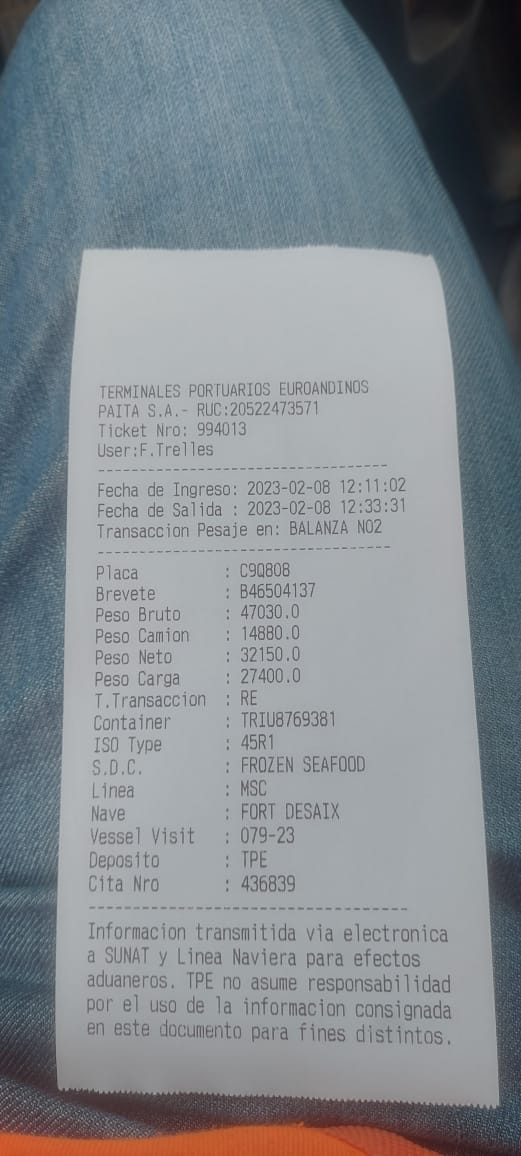 TERMINALES PORTUARIOS EUROANDINOS
PAITA S.A.- RUC:20522473571
Ticket Nro: 994013
User:F.Trelles
--------------------------------
Fecha de Ingreso: 2023-02-08 12:11:02
Fecha de Salida : 2023-02-08 12:33:31
Transaccion Pesaje en: BALANZA NO2
--------------------------------
Placa : C9Q808
Brevete : B46504137
Peso Bruto : 47030.0
Peso Camion : 14880.0
Peso Neto : 32150.0
Peso Carga : 27400.0
T.Transaccion : RE
Container : TRIU8769381
ISO Type : 45R1
S.D.C. : FROZEN SEAFOOD
Linea : MSC
Nave : FORT DESAIX
Vessel Visit : 079-23
Deposito : TPE
Cita Nro : 436839
--------------------------------
Informacion transmitida via electronica
a SUNAT y Linea Naviera para efectos
aduaneros. TPE no asume responsabilidad
por el uso de la informacion consignada
en este documento para fines distintos.